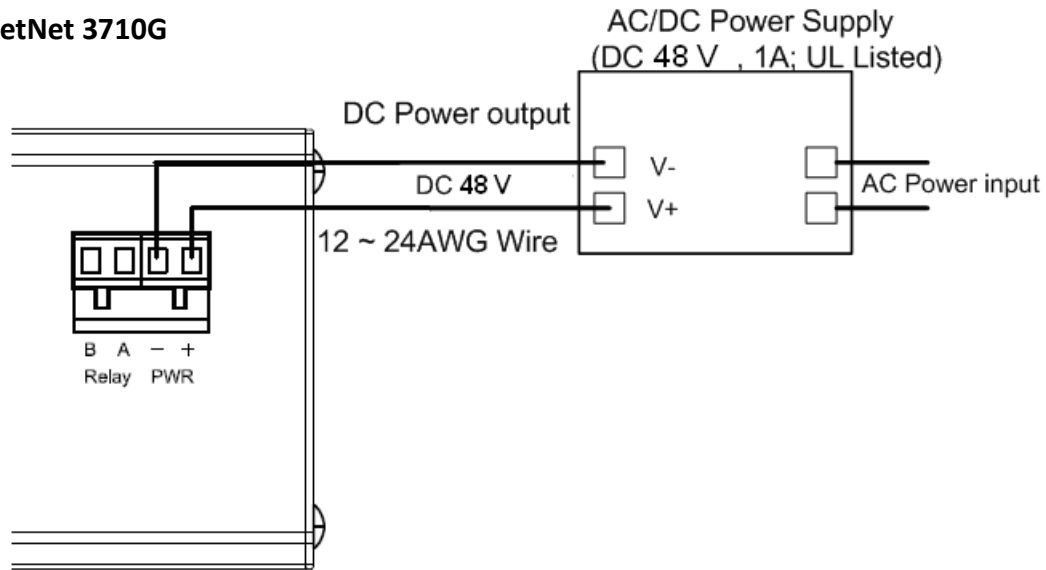 etNet 3710G
AC/DC Power Supply
(DC 48 V , 1A; UL Listed)
DC Power output
V-
DC 48 V
AC Power input
V+
12 ~ 24AWG Wire
B A - +
Relay PWR